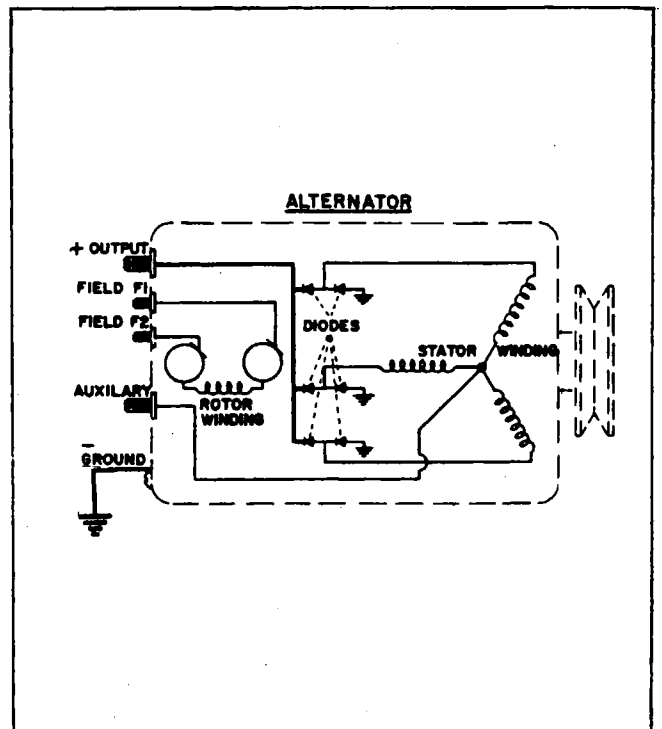 ALTERNATOR
+ OUTPUT
FIELD F1
FIELD F2
DIODES
STATOR WINDING
AUXILARY
ROTOR
WINDING
- GROUND